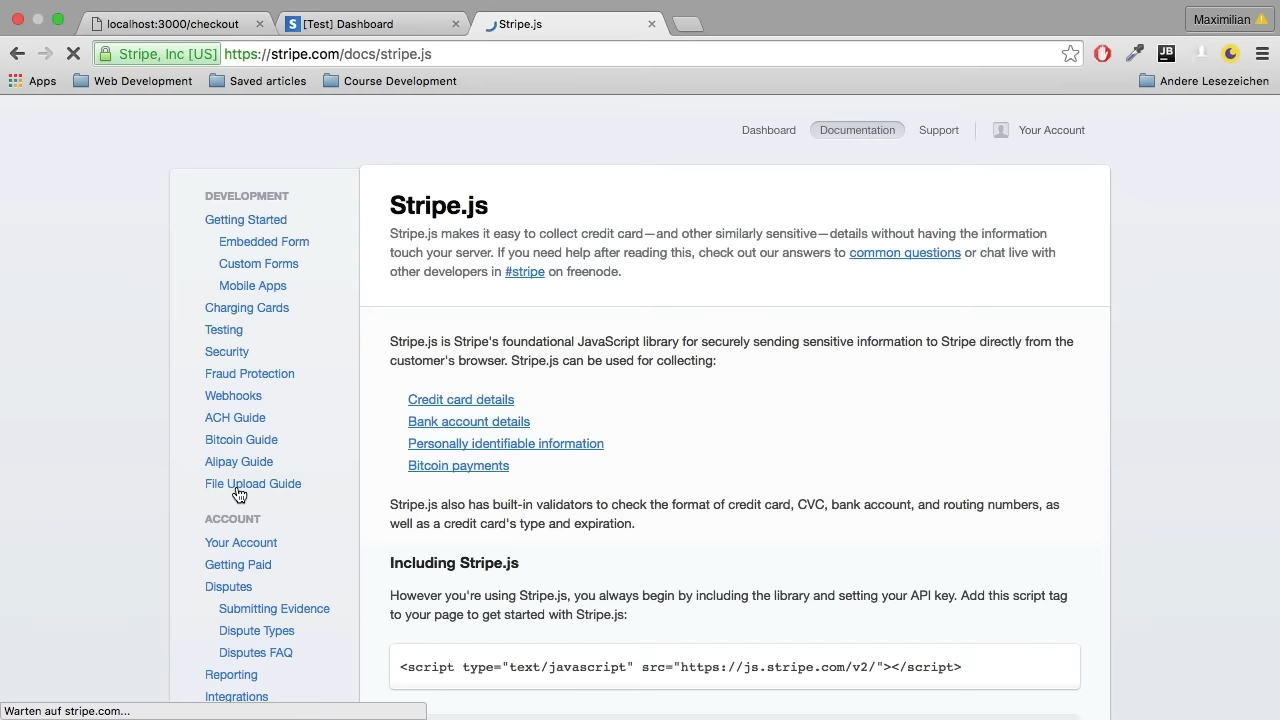 localhost:3000/checkout
[Test] Dashboard
Stripe.js
Maximilian
Stripe, Inc [US] https://stripe.com/docs/stripe.js
Apps
Web Development
Saved articles
Course Development
Andere Lesezeichen
Dashboard
Documentation
Support
Your Account
DEVELOPMENT
Getting Started
Embedded Form
Custom Forms
Mobile Apps
Charging Cards
Testing
Security
Fraud Protection
Webhooks
ACH Guide
Bitcoin Guide
Alipay Guide
File Upload Guide
ACCOUNT
Your Account
Getting Paid
Disputes
Submitting Evidence
Dispute Types
Disputes FAQ
Reporting
Integrations
Stripe.js
Stripe.js makes it easy to collect credit card—and other similarly sensitive—details without having the information
touch your server. If you need help after reading this, check out our answers to common questions or chat live with
other developers in #stripe on freenode.
Stripe.js is Stripe's foundational JavaScript library for securely sending sensitive information to Stripe directly from the
customer's browser. Stripe.js can be used for collecting:
Credit card details
Bank account details
Personally identifiable information
Bitcoin payments
Stripe.js also has built-in validators to check the format of credit card, CVC, bank account, and routing numbers, as
well as a credit card's type and expiration.
Including Stripe.js
However you're using Stripe.js, you always begin by including the library and setting your API key. Add this script tag
to your page to get started with Stripe.js:
<script type="text/javascript" src="https://js.stripe.com/v2/"></script>
Warten auf stripe.com...